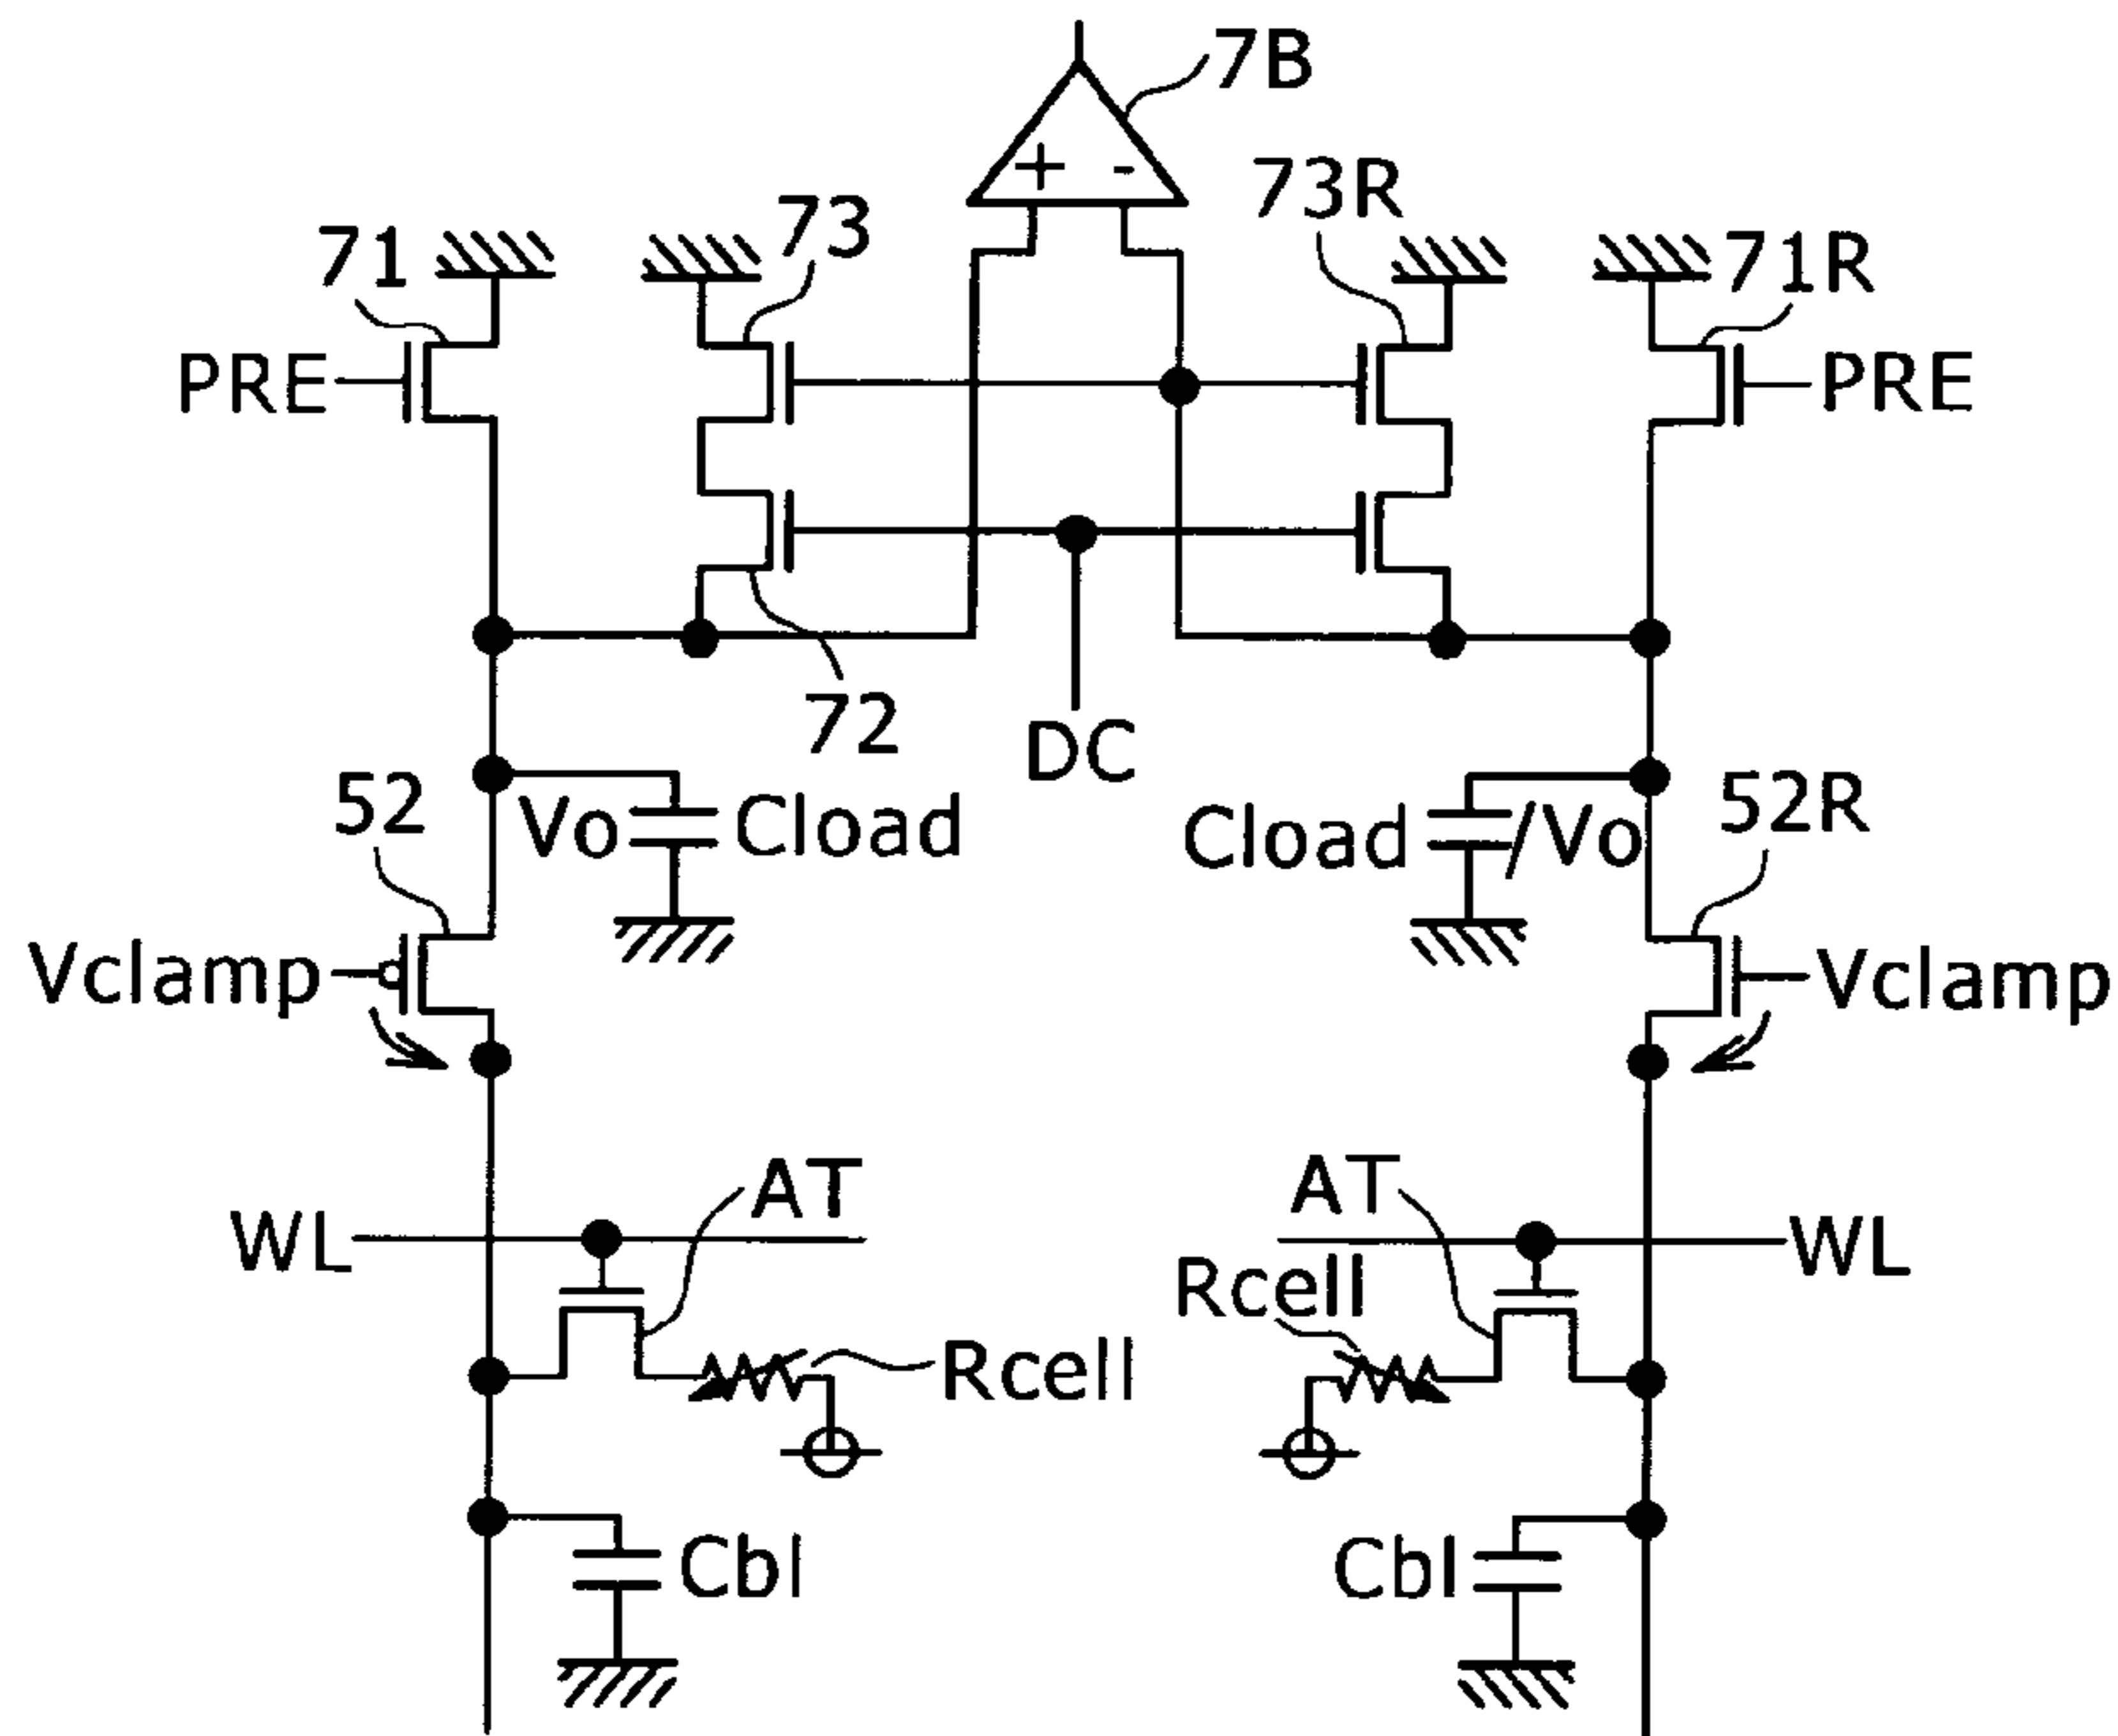 7B
73R
73
71
71R
PRE
PRE
+
-
72
DC
52
Vo
Cload
Cload
/Vo
52R
Vclamp
Vclamp
AT
AT
WL
WL
Rcell
Rcell
Cbl
Cbl